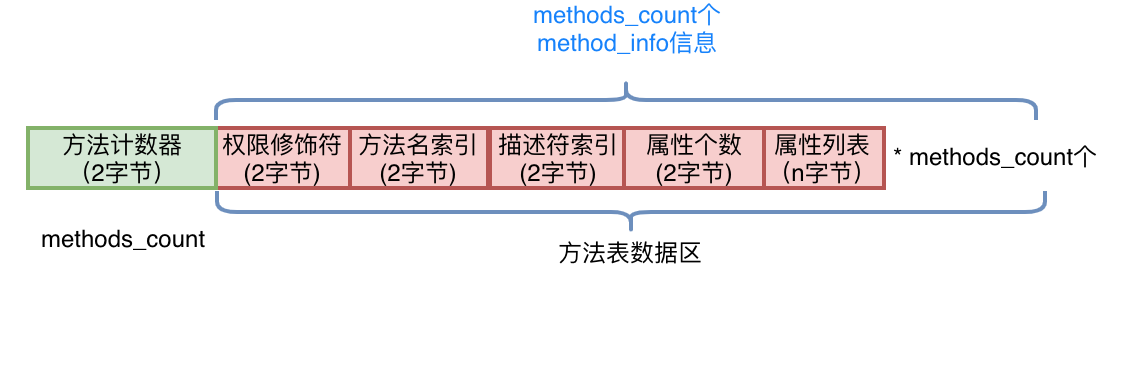 methods_count个
method_info信息
方法计数器
（2字节）
权限修饰符
(2字节)
方法名索引
(2字节)
描述符索引
(2字节)
属性个数
(2字节)
属性列表
（n字节）
* methods_count个
methods_count
方法表数据区